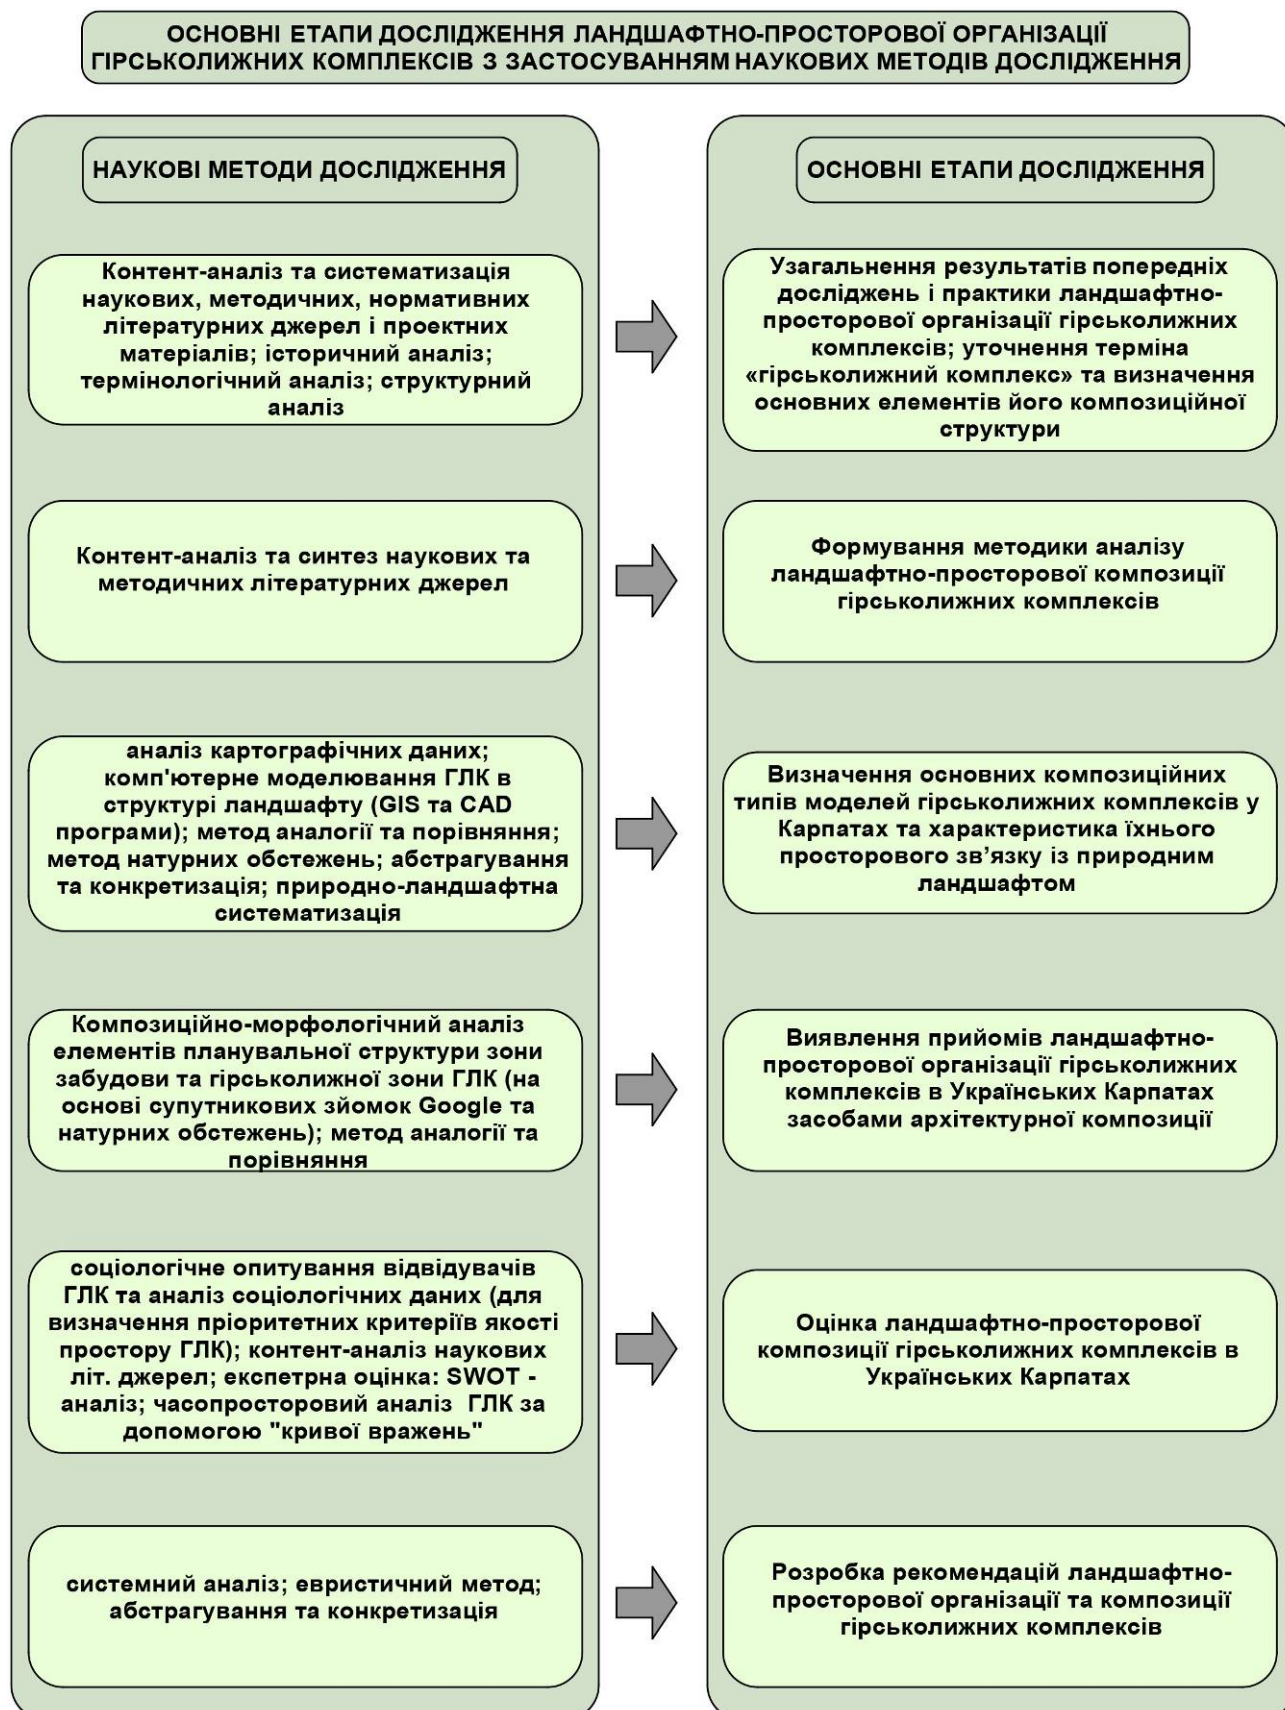 ОСНОВНІ ЕТАПИ ДОСЛІДЖЕННЯ ЛАНДШАФТНО-ПРОСТОРОВОЇ ОРГАНІЗАЦІЇ
ГІРСЬКОЛИЖНИХ КОМПЛЕКСІВ З ЗАСТОСУВАННЯМ НАУКОВИХ МЕТОДІВ ДОСЛІДЖЕННЯ
НАУКОВІ МЕТОДИ ДОСЛІДЖЕННЯ
ОСНОВНІ ЕТАПИ ДОСЛІДЖЕННЯ
Контент-аналіз та систематізація
наукових, методичних, нормативних
літературних джерел і проектних
матеріалів; історичний аналіз;
термінологічний аналіз; структурний
аналіз
Узагальнення результатів попередніх
досліджень і практики ландшафтно-
просторової організації гірськолижних
комплексів; уточнення терміна
«гірськолижний комплекс» та визначення
основних елементів його композиційної
структури
Контент-аналіз та синтез наукових та
методичних літературних джерел
Формування методики аналізу
ландшафтно-просторової композиції
гірськолижних комплексів
аналіз картографічних даних;
комп'ютерне моделювання ГЛК в
структурі ландшафту (GIS та CAD
програми); метод аналогії та порівняння;
метод натурних обстежень; абстрагування
та конкретизація; природно-ландшафтна
систематізація
Визначення основних композиційних
типів моделей гірськолижних комплексів у
Карпатах та характеристика їхнього
просторового зв’язку із природним
ландшафтом
Композиційно-морфологічний аналіз
елементів планувальної структури зони
забудови та гірськолижної зони ГЛК (на
основі супутникових зйомок Google та
натурних обстежень); метод аналогії та
порівняння
Виявлення прийомів ландшафтно-
просторової організації гірськолижних
комплексів в Українських Карпатах
засобами архітектурної композиції
соціологічне опитування відвідувачів
ГЛК та аналіз соціологічних даних (для
визначення пріоритетних критеріїв якості
простору ГЛК); контент-аналіз наукових
літ. джерел; експетрна оцінка: SWOT -
аналіз; часопросторовий аналіз ГЛК за
допомогою "кривої вражень"
Оцінка ландшафтно-просторової
композиції гірськолижних комплексів в
Українських Карпатах
системний аналіз; евристичний метод;
абстрагування та конкретизація
Розробка рекомендацій ландшафтно-
просторової організації та композиції
гірськолижних комплексів